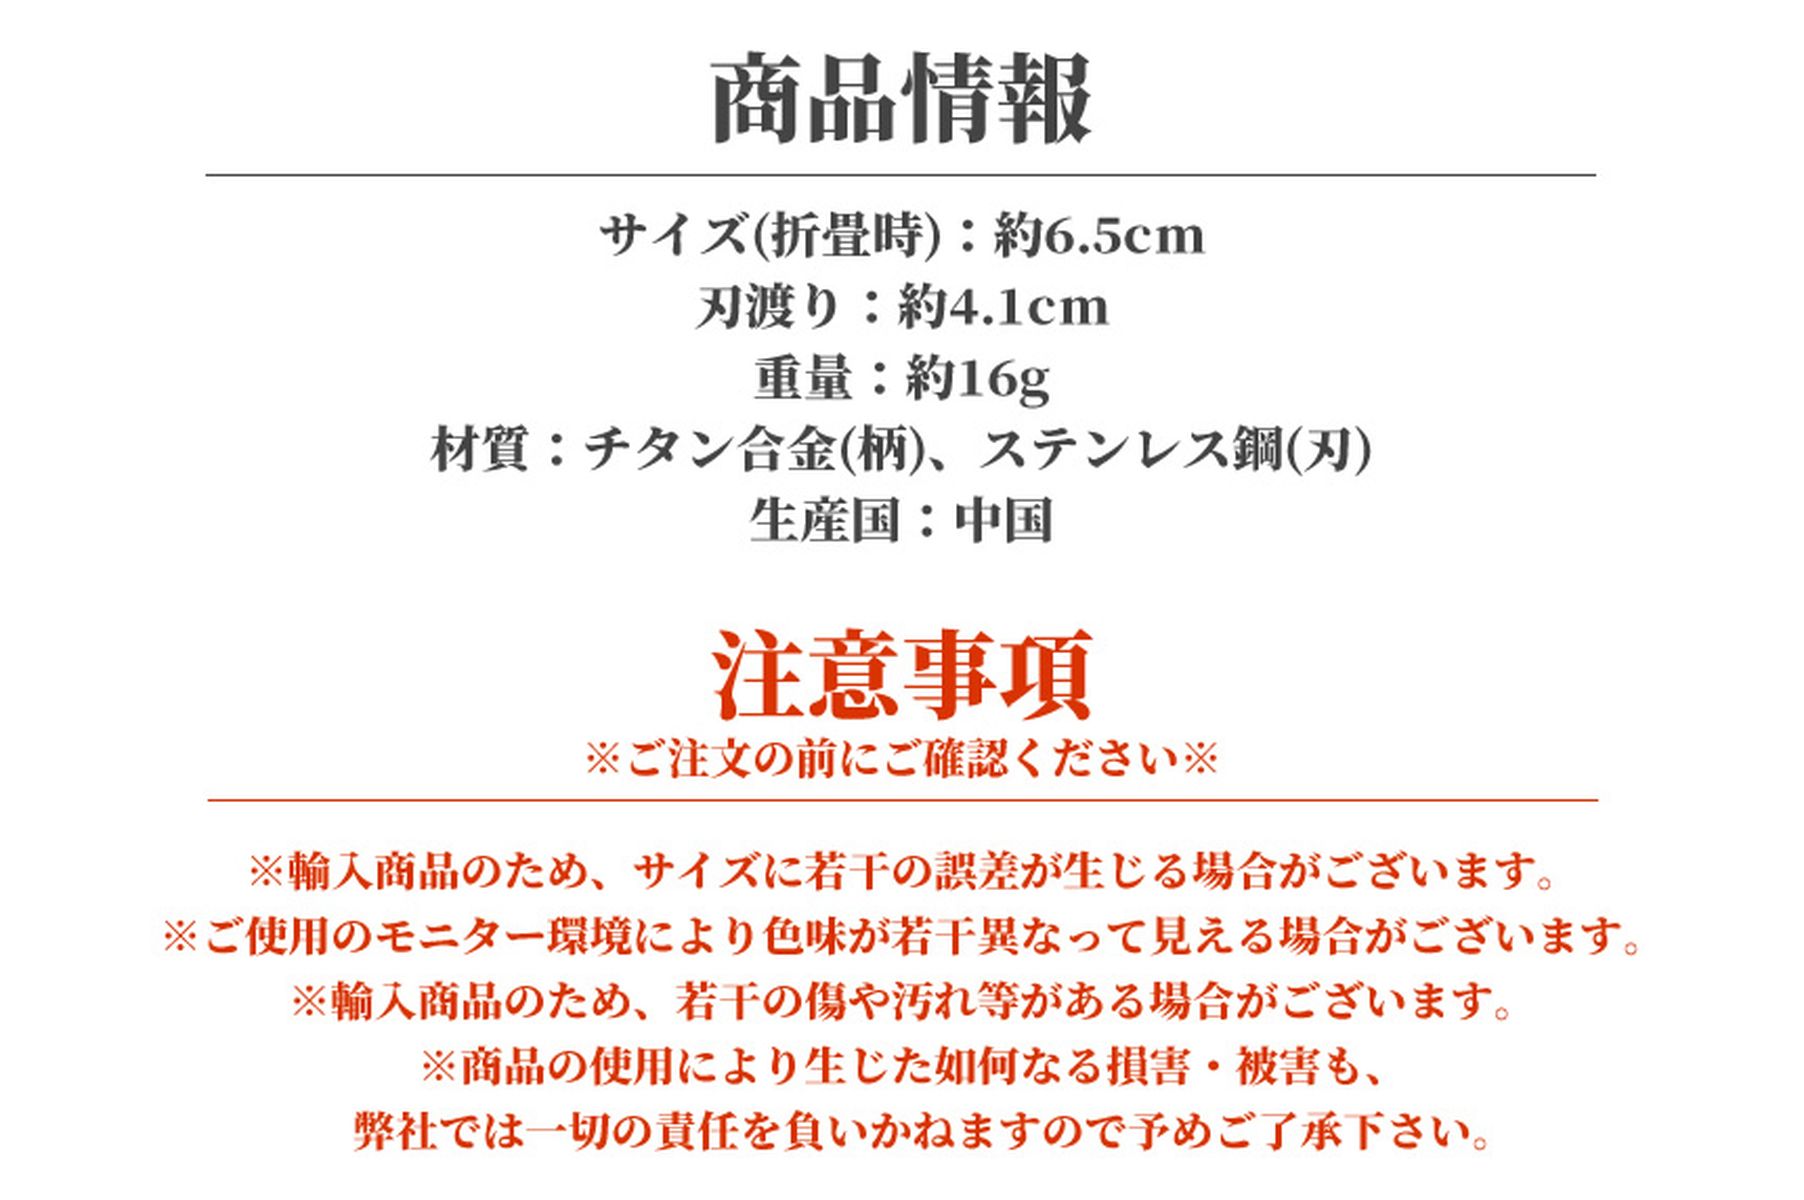 商品情報
サイズ(折畳時)：約6.5cm
刃渡り：約4.1cm
重量：約16g
材質：チタン合金(柄)、ステンレス鋼(刃)
生産国：中国
注意事項
※ご注文の前にご確認ください※
※輸入商品のため、サイズに若干の誤差が生じる場合がございます。
※ご使用のモニター環境により色味が若干異なって見える場合がございます。
※輸入商品のため、若干の傷や汚れ等がある場合がございます。
※商品の使用により生じた如何なる損害・被害も、
弊社では一切の責任を負いかねますので予めご了承下さい。